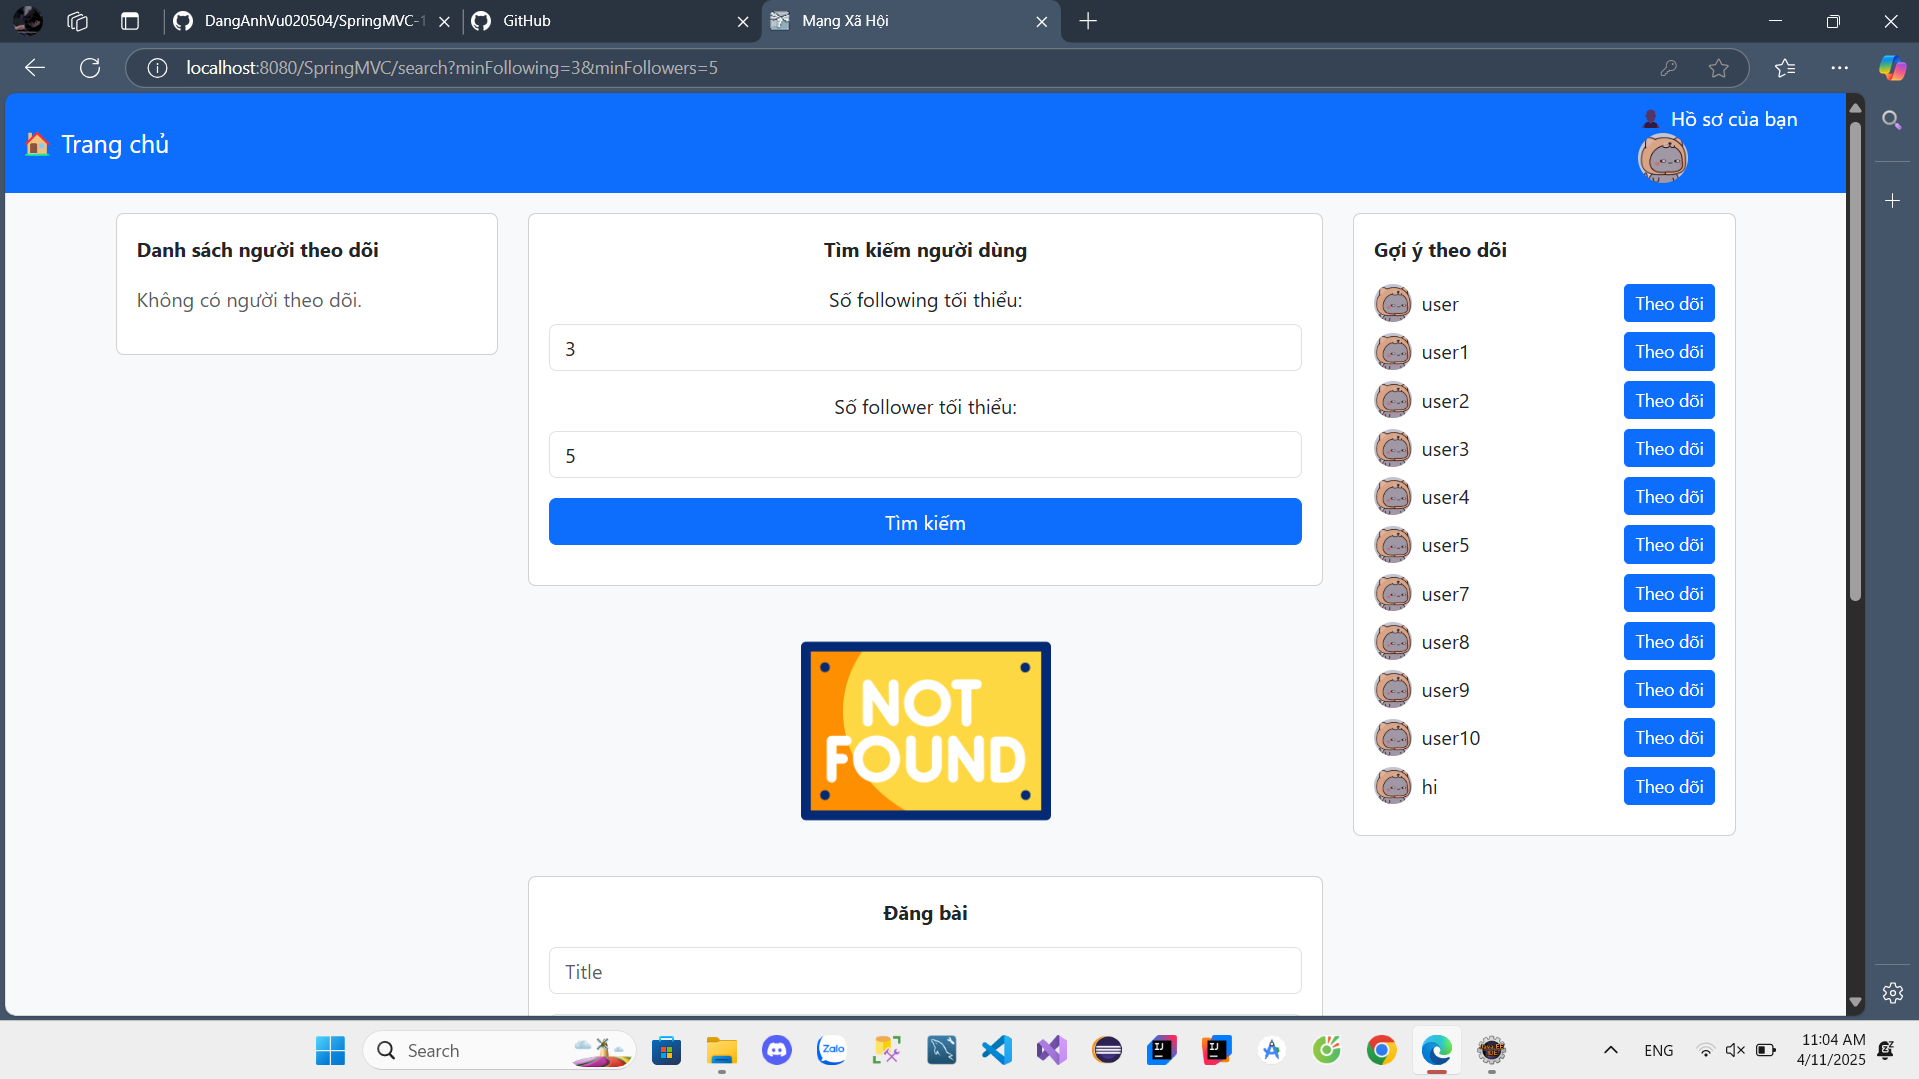 DangAnhVu020504/SpringMVC-1
GitHub
Mạng Xã Hội
localhost:8080/SpringMVC/search?minFollowing=3&minFollowers=5
Trang chủ
Hồ sơ của bạn
Danh sách người theo dõi
Không có người theo dõi.
Tìm kiếm người dùng
Số following tối thiểu:
3
Số follower tối thiểu:
5
Tìm kiếm
NOT
FOUND
Đăng bài
Title
Gợi ý theo dõi
user Theo dõi
user1 Theo dõi
user2 Theo dõi
user3 Theo dõi
user4 Theo dõi
user5 Theo dõi
user7 Theo dõi
user8 Theo dõi
user9 Theo dõi
user10 Theo dõi
hi Theo dõi
Search
Zalo
ENG
11:04 AM
4/11/2025